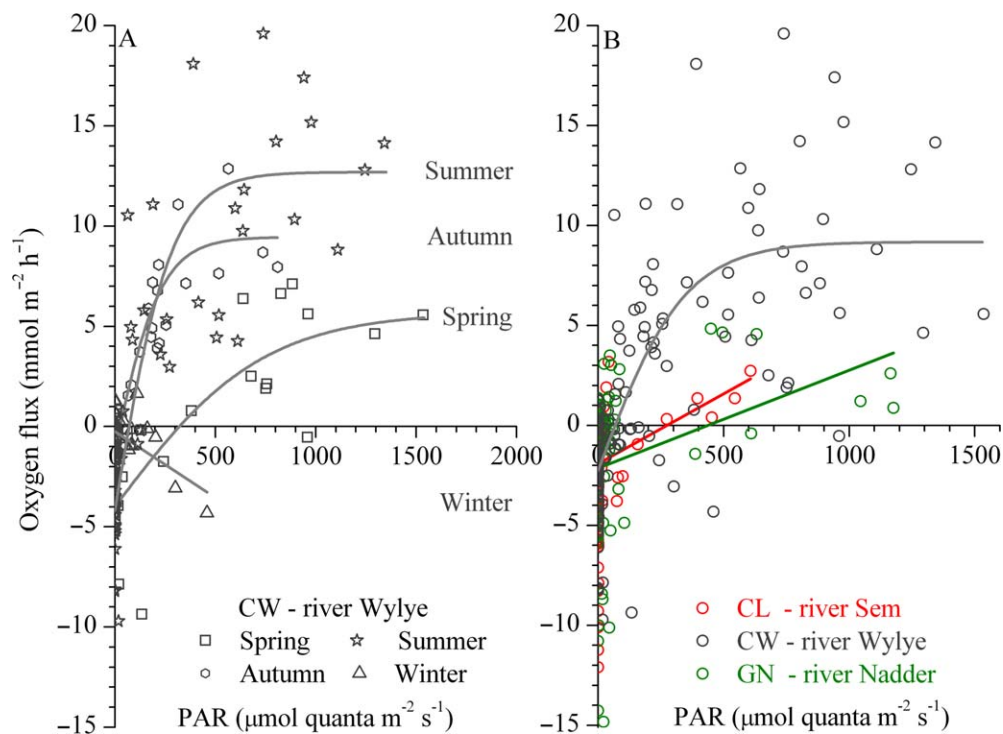 A
20
15
10
5
0
−5
−10
−15
Oxygen flux (mmol m⁻² h⁻¹)
0 500 1000 1500 2000
Summer
Autumn
Spring
Winter
CW - river Wylye
Spring Summer
Autumn Winter
PAR (μmol quanta m⁻² s⁻¹)
B
20
15
10
5
0
−5
−10
−15
0 500 1000 1500
CL - river Sem
CW - river Wylye
GN - river Nadder
PAR (μmol quanta m⁻² s⁻¹)